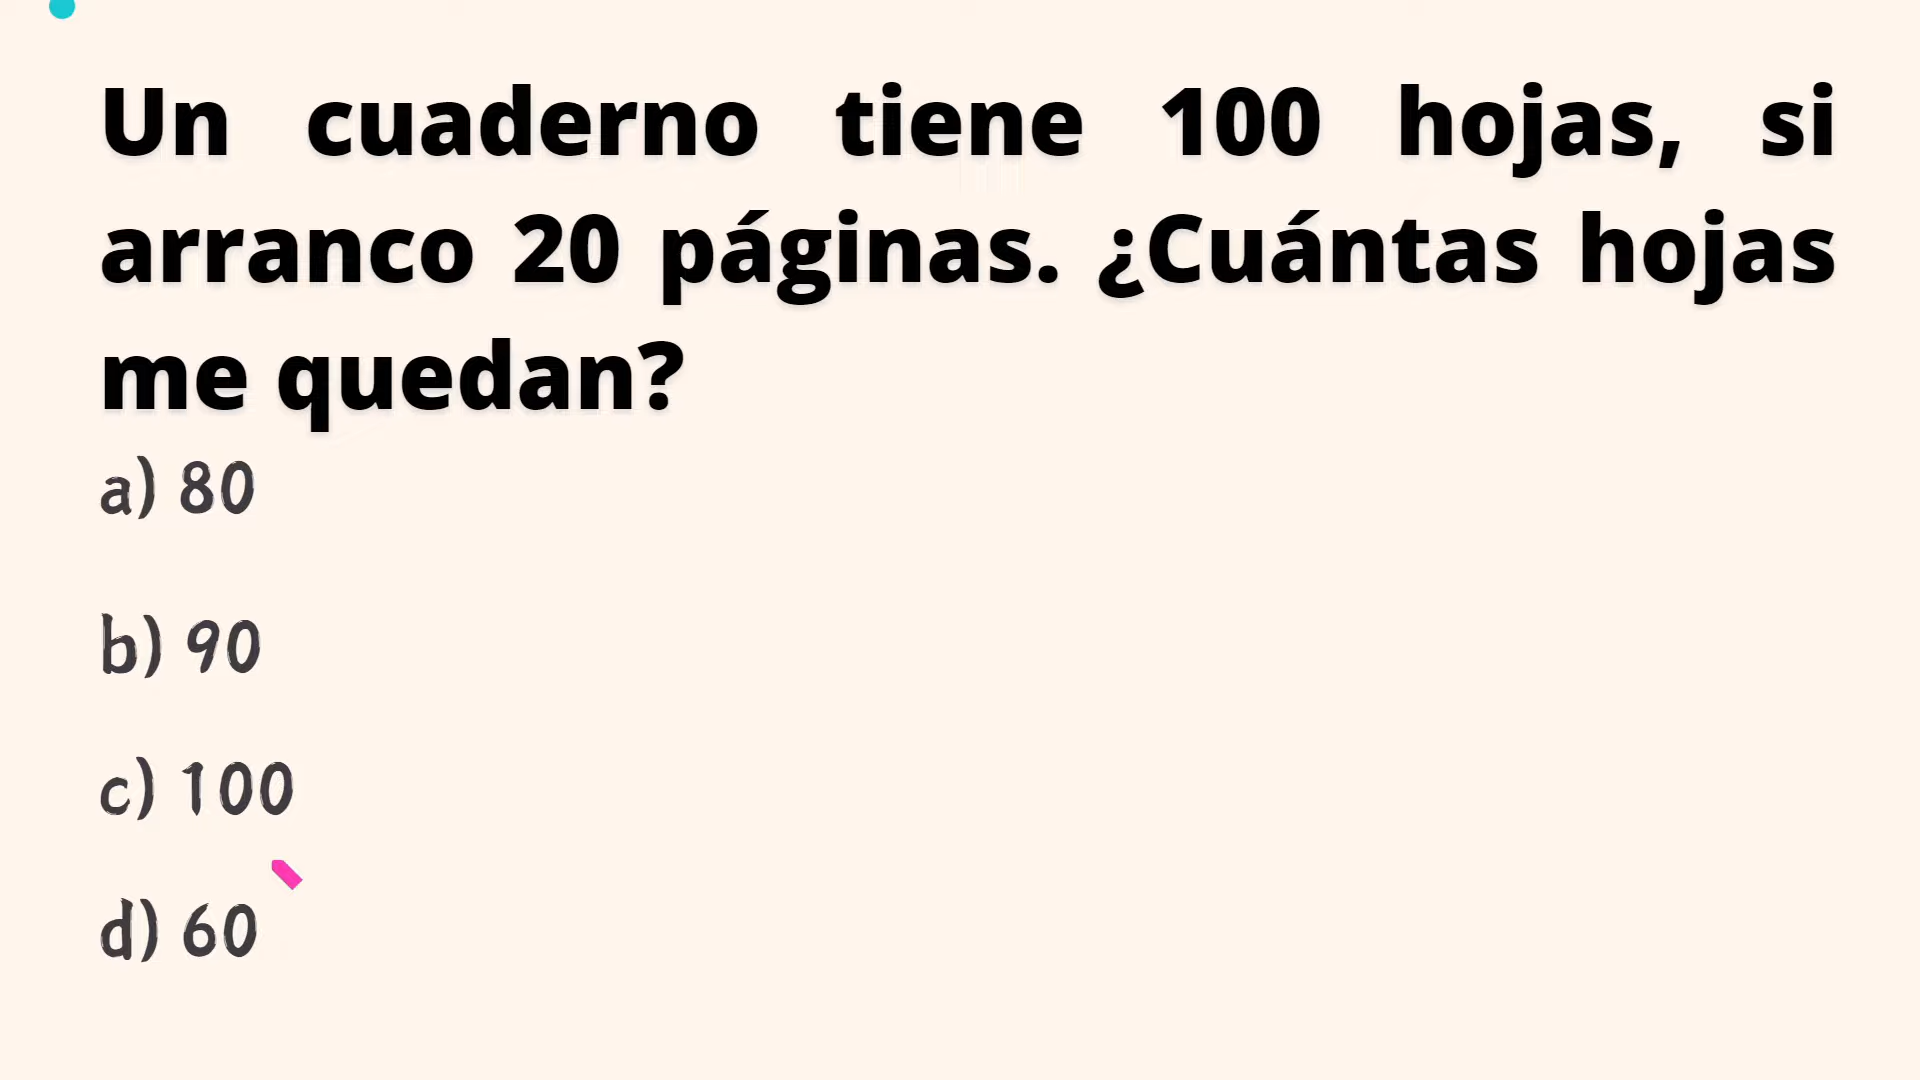 Un cuaderno tiene 100 hojas, si
arranco 20 páginas. ¿Cuántas hojas
me quedan?
a) 80
b) 90
c) 100
d) 60